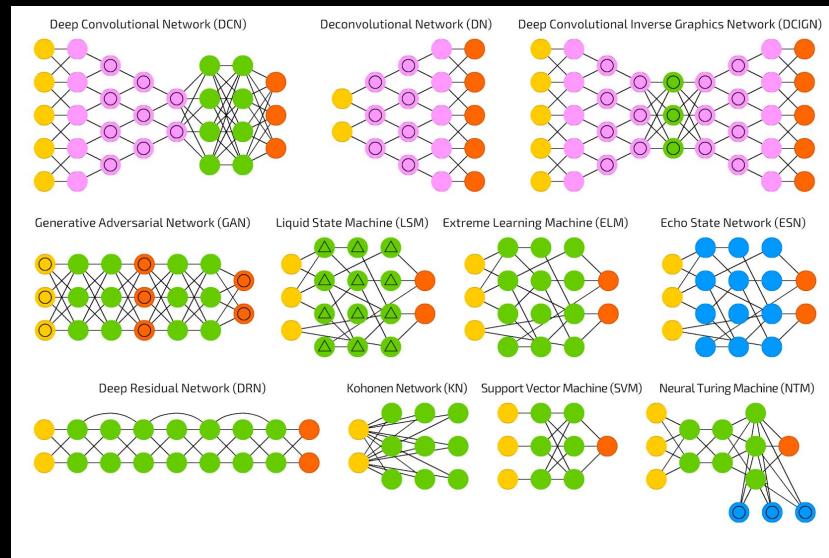 Deep Convolutional Network (DCN)
Deconvolutional Network (DN)
Deep Convolutional Inverse Graphics Network (DCIGN)
Generative Adversarial Network (GAN)
Liquid State Machine (LSM)
Extreme Learning Machine (ELM)
Echo State Network (ESN)
Deep Residual Network (DRN)
Kohonen Network (KN)
Support Vector Machine (SVM)
Neural Turing Machine (NTM)